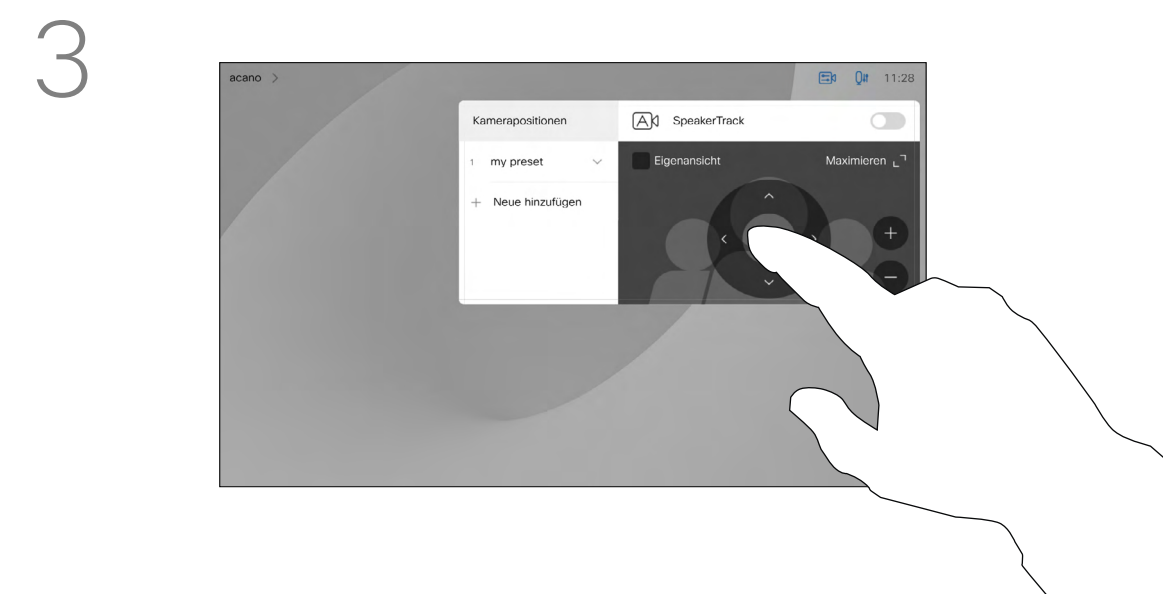 3
acano
11:28
Kamerapositionen
SpeakerTrack
1 my preset
Eigenansicht
Maximieren
+ Neue hinzufügen